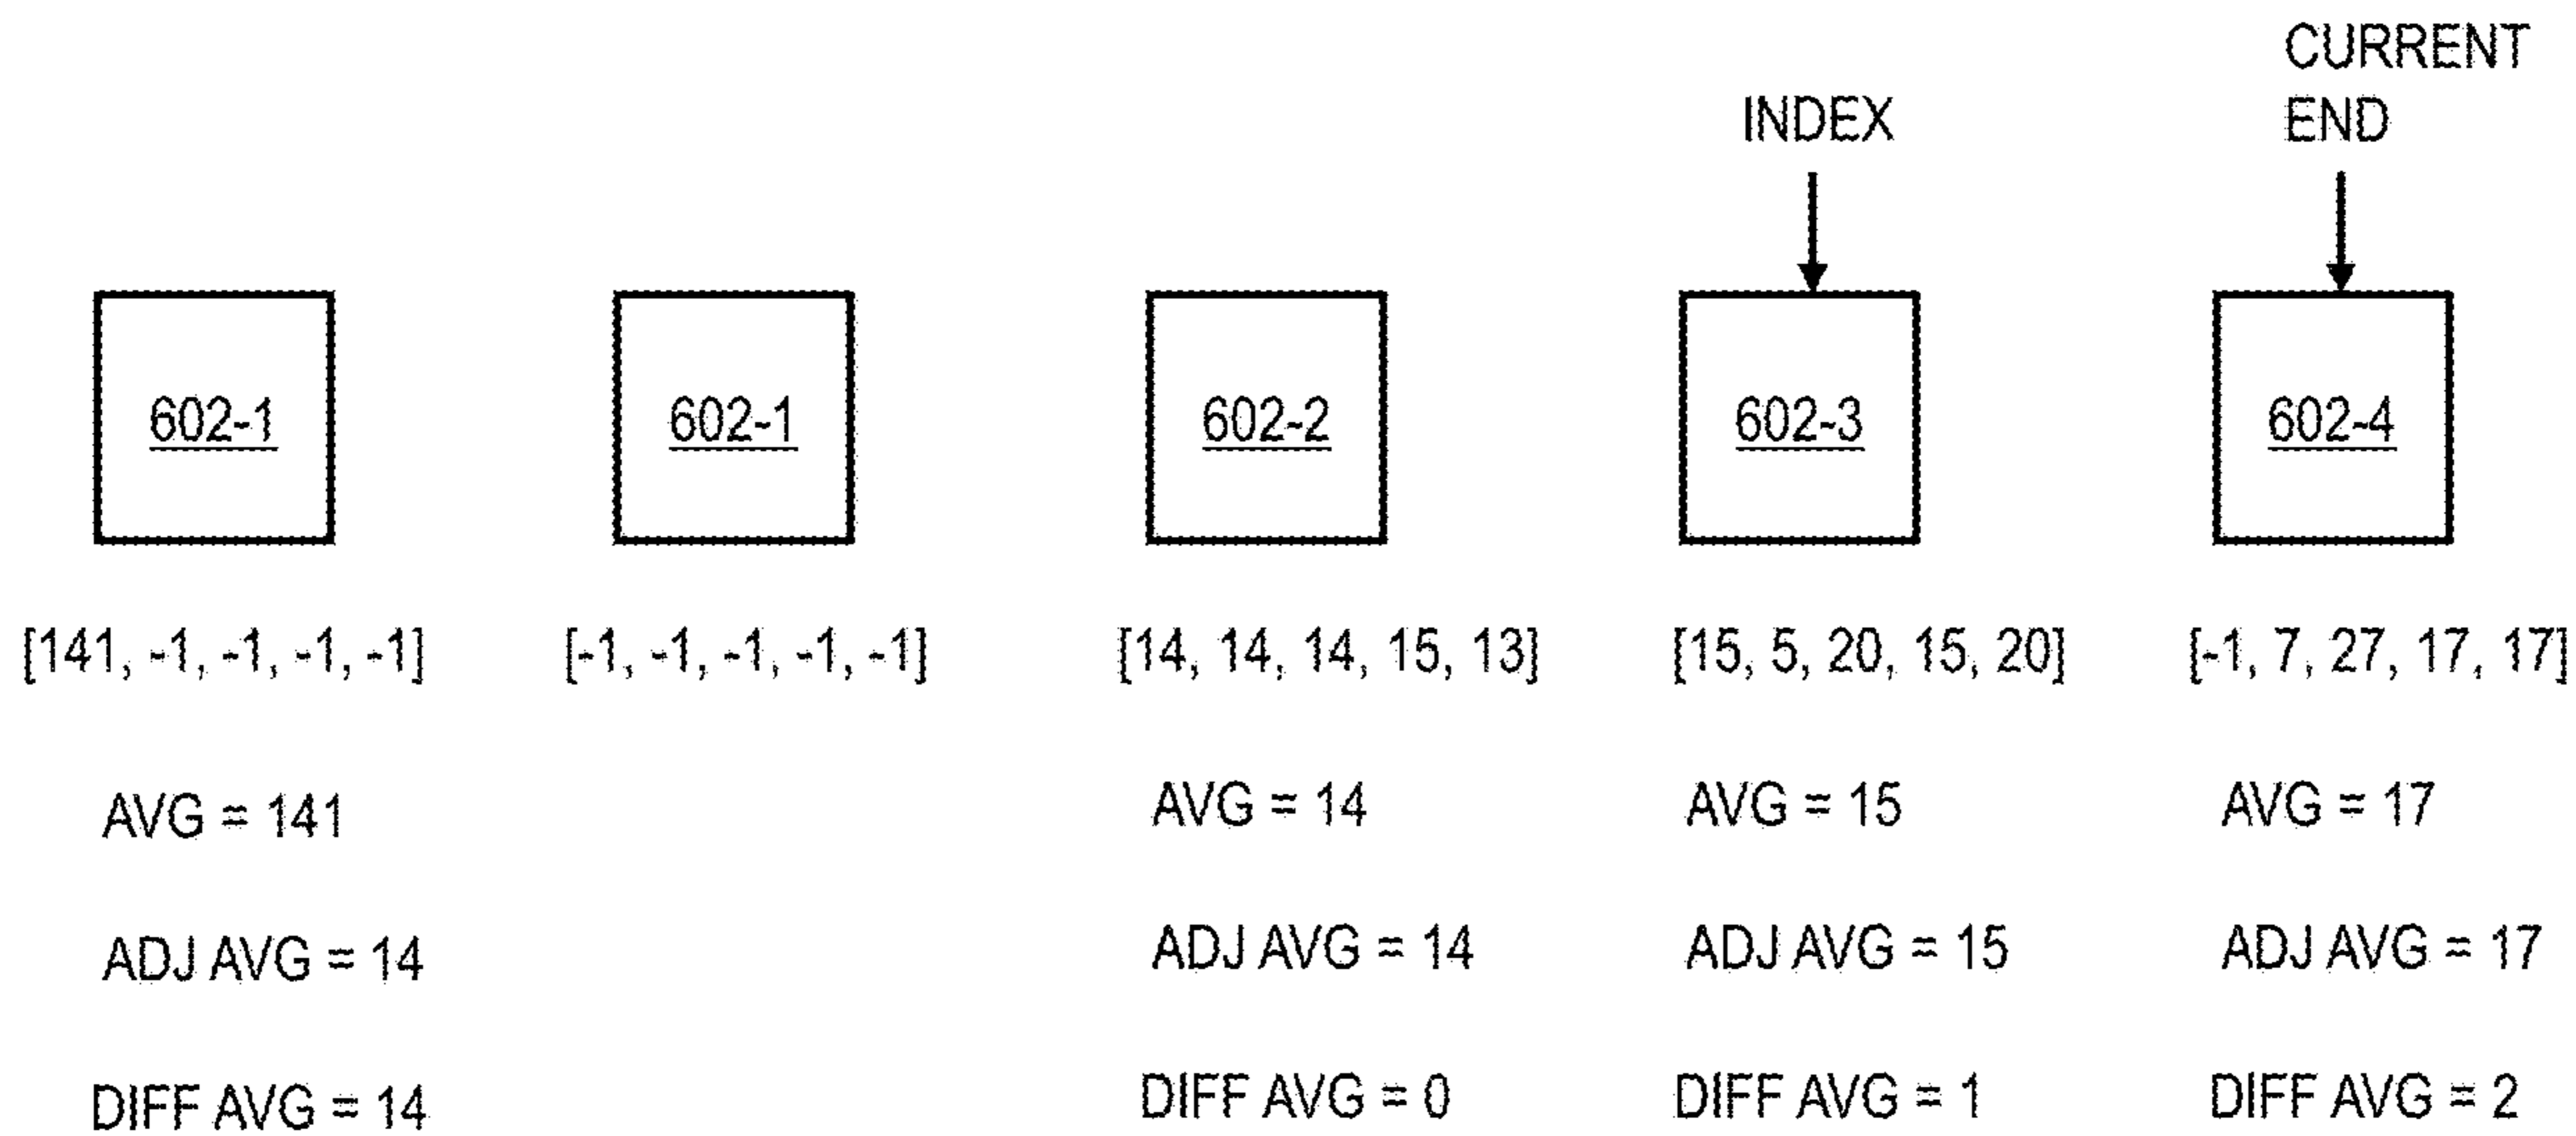 CURRENT
END
INDEX
602-1
602-1
602-2
602-3
602-4
[141, -1, -1, -1, -1]
[-1, -1, -1, -1, -1]
[14, 14, 14, 15, 13]
[15, 5, 20, 15, 20]
[-1, 7, 27, 17, 17]
AVG = 141
AVG = 14
AVG = 15
AVG = 17
ADJ AVG = 14
ADJ AVG = 14
ADJ AVG = 15
ADJ AVG = 17
DIFF AVG = 14
DIFF AVG = 0
DIFF AVG = 1
DIFF AVG = 2